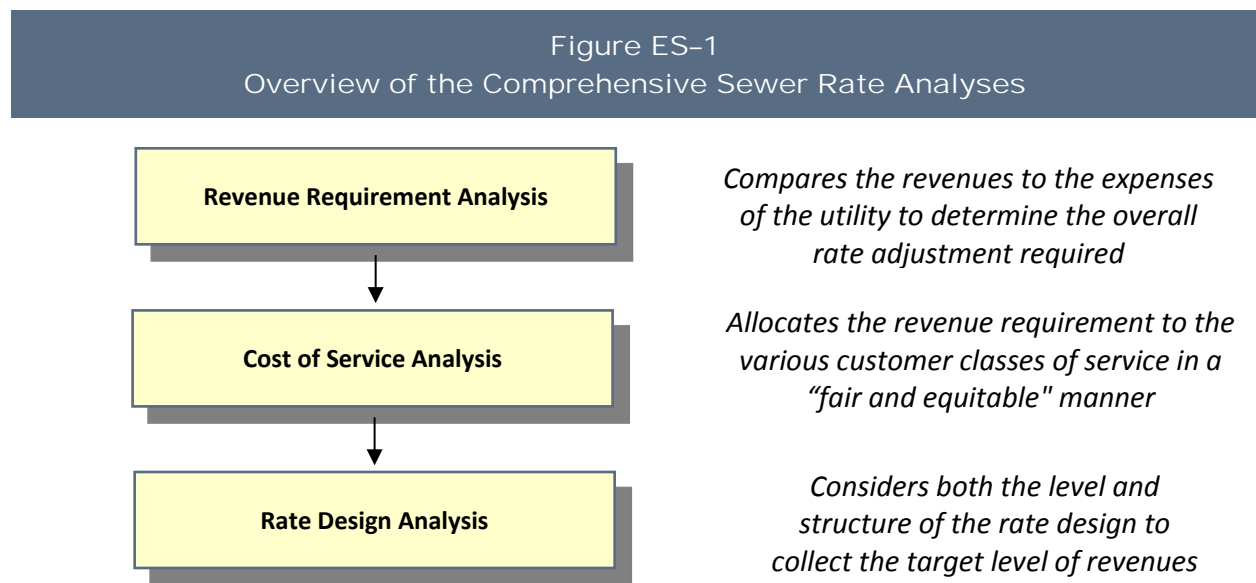 Figure ES–1
Overview of the Comprehensive Sewer Rate Analyses
Revenue Requirement Analysis
Compares the revenues to the expenses
of the utility to determine the overall
rate adjustment required
Cost of Service Analysis
Allocates the revenue requirement to the
various customer classes of service in a
“fair and equitable" manner
Rate Design Analysis
Considers both the level and
structure of the rate design to
collect the target level of revenues